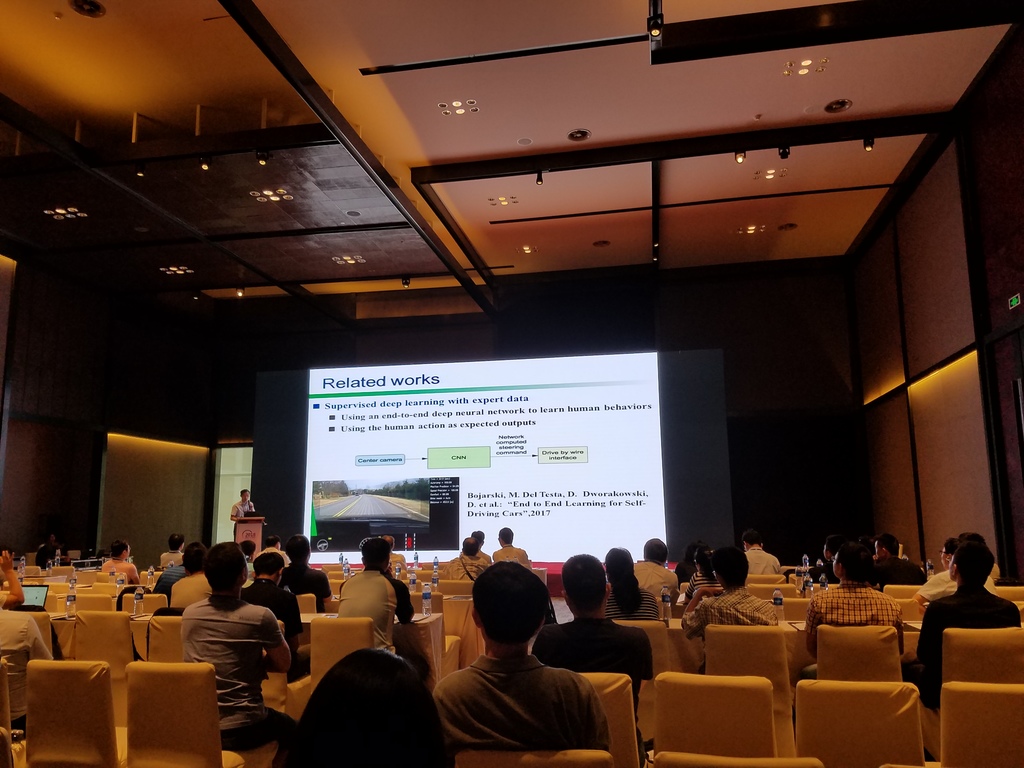 Related works
Supervised deep learning with expert data
Using an end-to-end deep neural network to learn human behaviors
Using the human action as expected outputs
Center camera
CNN
Network
computed
steering
command
Drive by wire
interface
Bojarski, M. Del Testa, D. Dworakowski,
D. et al.: "End to End Learning for Self-
Driving Cars",2017